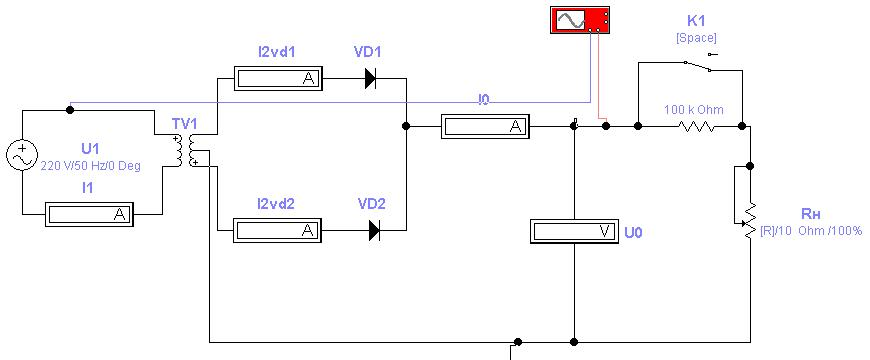 K1
[Space]
I2vd1
VD1
I0
100 k Ohm
A
TV1
A
U1
220 V/50 Hz/0 Deg
I1
A
I2vd2
VD2
A
V
U0
Rн
[R]/10 Ohm /100%